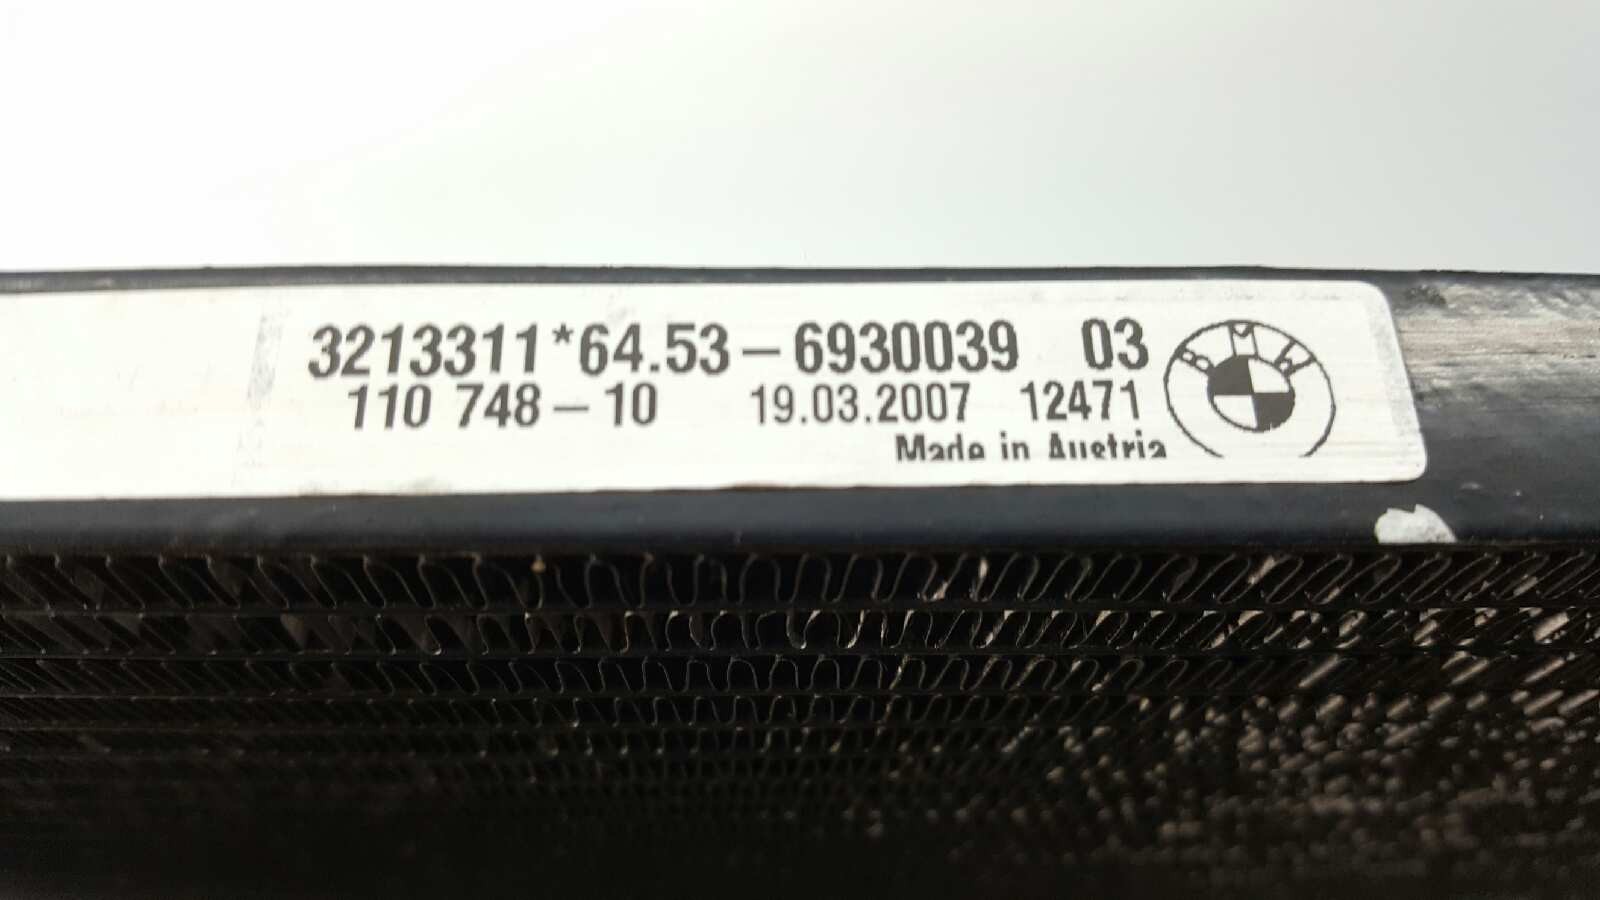 3213311*64.53-6930039 03
110 748-10 19.03.2007 12471
Made in Austria
BMW